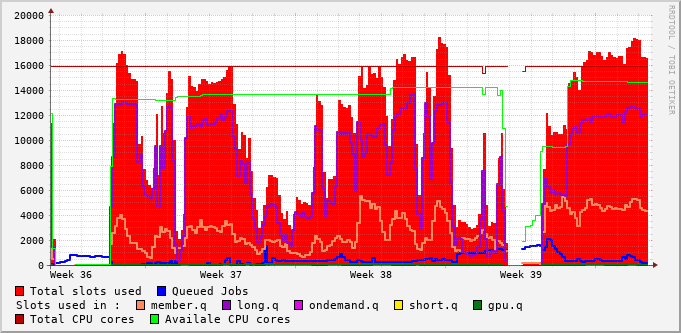 RRDTOOL / TOBI OETIKER
20000
18000
16000
14000
12000
10000
8000
6000
4000
2000
0
Week 36 Week 37 Week 38 Week 39
Total slots used Queued Jobs
Slots used in : member.q long.q ondemand.q short.q gpu.q
Total CPU cores Availale CPU cores